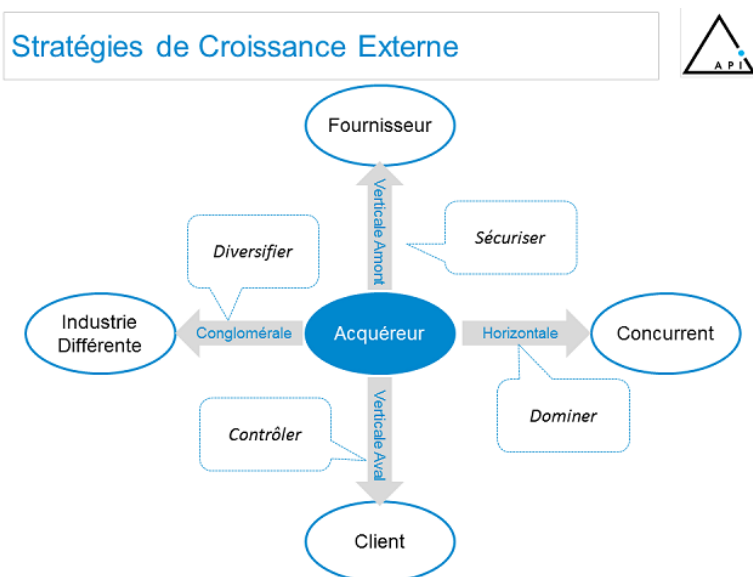 Stratégies de Croissance Externe
API
Fournisseur
Verticale Amont
Sécuriser
Diversifier
Industrie
Différente
Conglomérale
Acquéreur
Horizontale
Concurrent
Verticale Aval
Contrôler
Dominer
Client